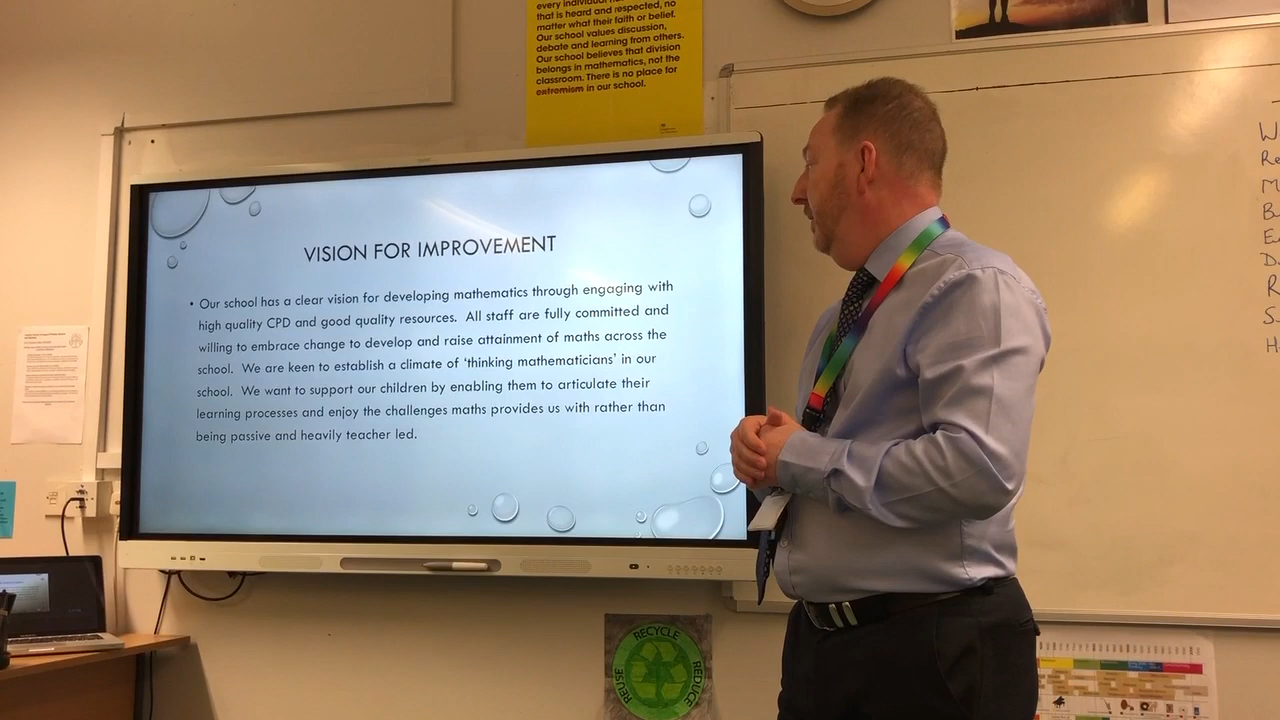 every individual
that is heard and respected, no
matter what their faith or belief.
Our school values discussion,
debate and learning from others.
Our school believes that division
belongs in mathematics, not the
classroom. There is no place for
extremism in our school.
VISION FOR IMPROVEMENT
• Our school has a clear vision for developing mathematics through engaging with
high quality CPD and good quality resources. All staff are fully committed and
willing to embrace change to develop and raise attainment of maths across the
school. We are keen to establish a climate of ‘thinking mathematicians’ in our
school. We want to support our children by enabling them to articulate their
learning processes and enjoy the challenges maths provides us with rather than
being passive and heavily teacher led.
RECYCLE
REUSE
REDUCE